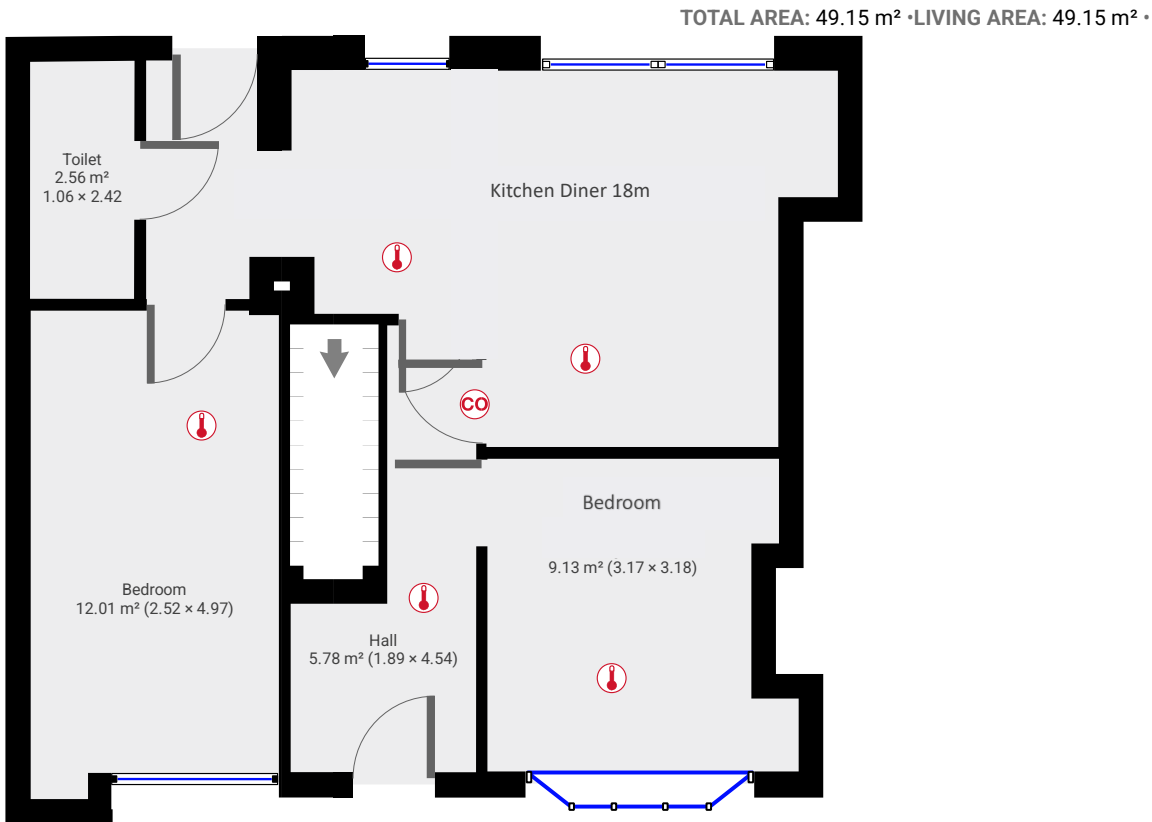 TOTAL AREA: 49.15 m² •LIVING AREA: 49.15 m² •
Toilet
2.56 m²
1.06 × 2.42
Kitchen Diner 18m
CO
Bedroom
9.13 m² (3.17 × 3.18)
Bedroom
12.01 m² (2.52 × 4.97)
Hall
5.78 m² (1.89 × 4.54)